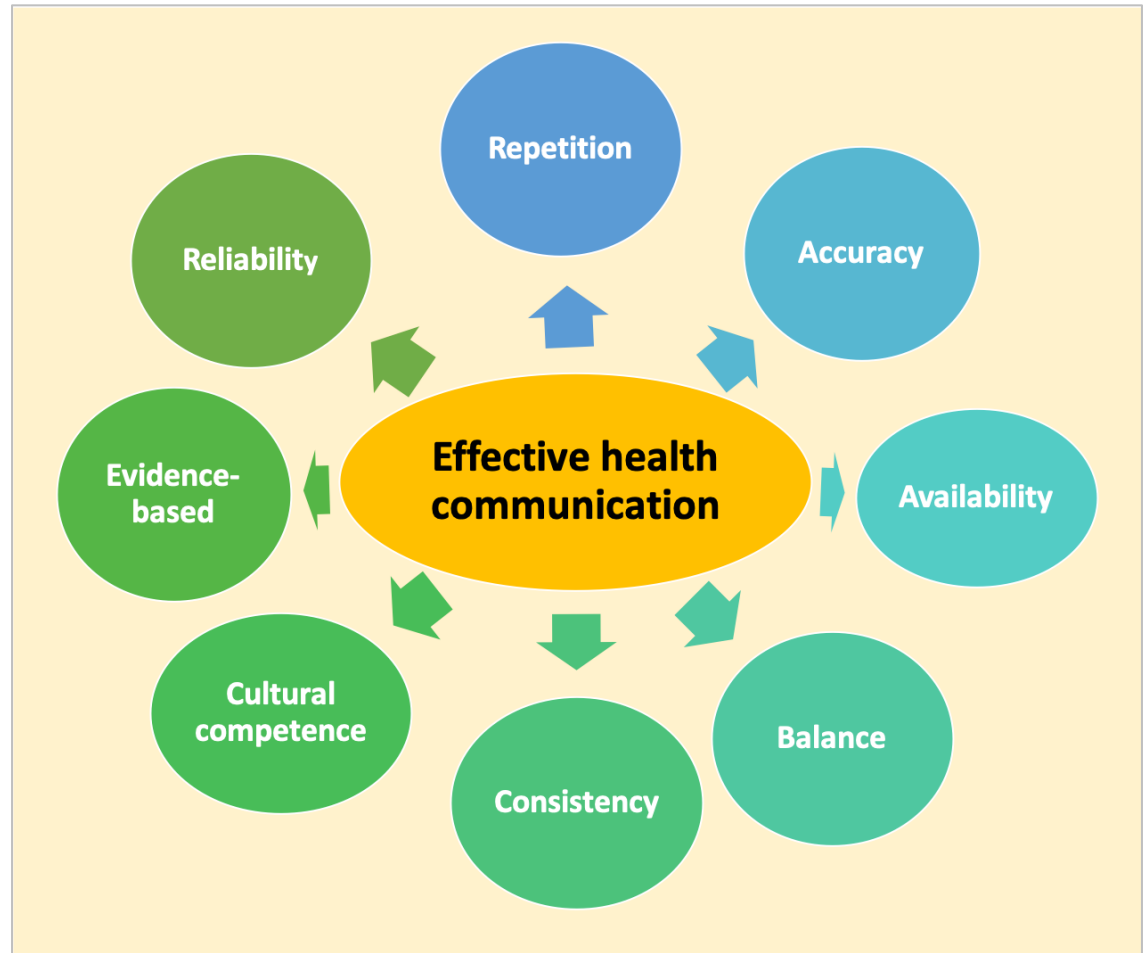 Repetition
Accuracy
Availability
Balance
Consistency
Cultural
competence
Evidence-
based
Reliability
Effective health
communication